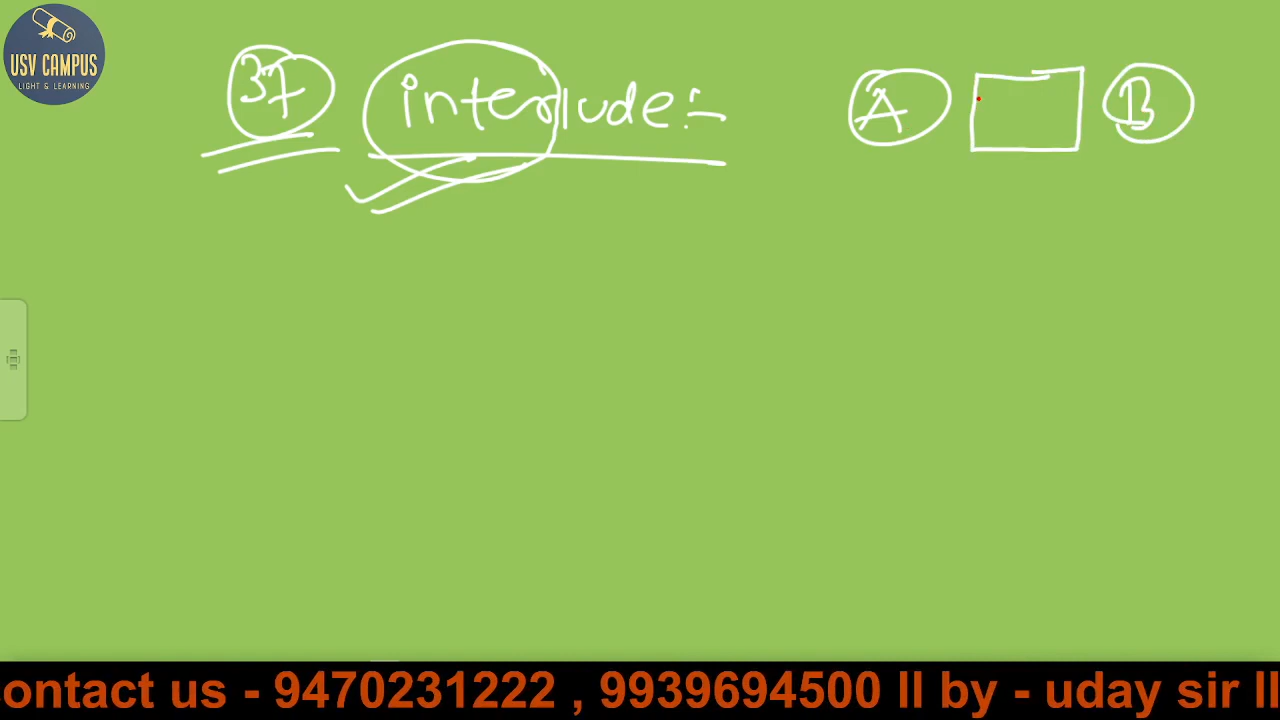 USV CAMPUS
LIGHT & LEARNING
37 interlude:- A B
ontact us - 9470231222 , 9939694500 ll by - uday sir ll